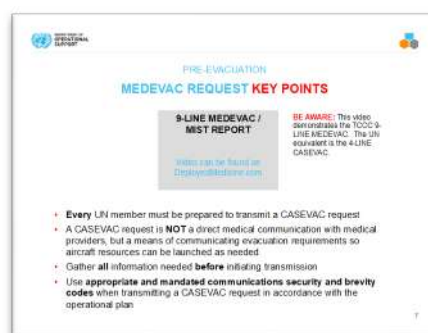 OPERATIONAL
SUPPORT
PRE-EVACUATION
MEDEVAC REQUEST KEY POINTS
9-LINE MEDEVAC /
MIST REPORT
Video can be found on
DeployedMedicine.com
BE AWARE: This video
demonstrates the TCCC 9-
LINE MEDEVAC. The UN
equivalent is the 4-LINE
CASEVAC.
• Every UN member must be prepared to transmit a CASEVAC request
• A CASEVAC request is NOT a direct medical communication with medical
providers, but a means of communicating evacuation requirements so
aircraft resources can be launched as needed
• Gather all information needed before initiating transmission
• Use appropriate and mandated communications security and brevity
codes when transmitting a CASEVAC request in accordance with the
operational plan
7